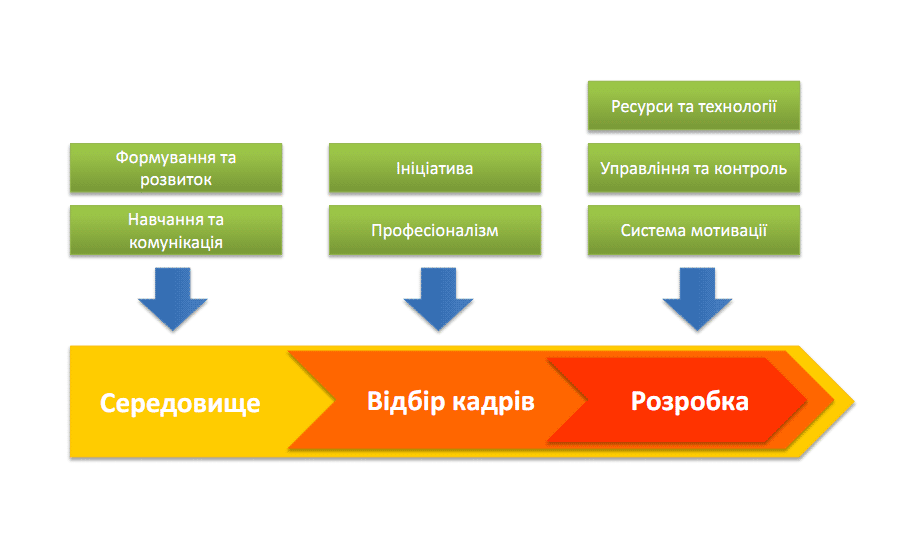 Ресурси та технології
Формування та
розвиток
Ініціатива
Управління та контроль
Навчання та
комунікація
Професіоналізм
Система мотивації
Середовище
Відбір кадрів
Розробка